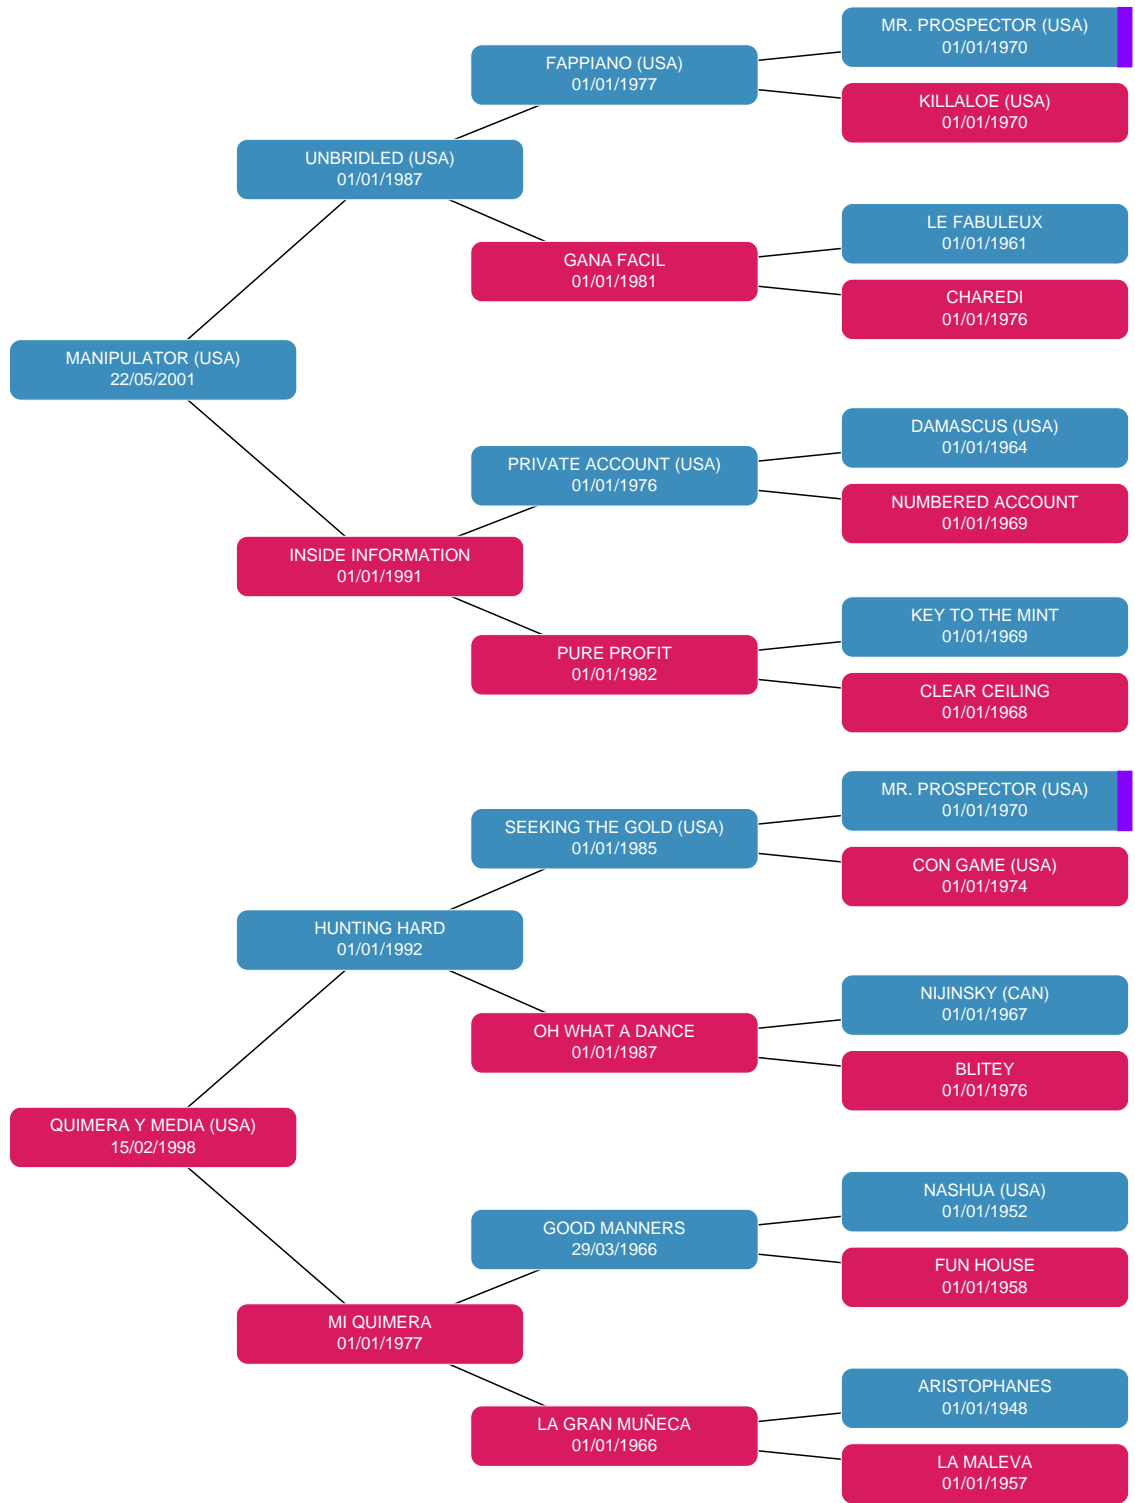 MR. PROSPECTOR (USA)
01/01/1970
FAPPIANO (USA)
01/01/1977
KILLALOE (USA)
01/01/1970
UNBRIDLED (USA)
01/01/1987
LE FABULEUX
01/01/1961
GANA FACIL
01/01/1981
CHAREDI
01/01/1976
MANIPULATOR (USA)
22/05/2001
DAMASCUS (USA)
01/01/1964
PRIVATE ACCOUNT (USA)
01/01/1976
NUMBERED ACCOUNT
01/01/1969
INSIDE INFORMATION
01/01/1991
KEY TO THE MINT
01/01/1969
PURE PROFIT
01/01/1982
CLEAR CEILING
01/01/1968
MR. PROSPECTOR (USA)
01/01/1970
SEEKING THE GOLD (USA)
01/01/1985
CON GAME (USA)
01/01/1974
HUNTING HARD
01/01/1992
NIJINSKY (CAN)
01/01/1967
OH WHAT A DANCE
01/01/1987
BLITEY
01/01/1976
QUIMERA Y MEDIA (USA)
15/02/1998
NASHUA (USA)
01/01/1952
GOOD MANNERS
29/03/1966
FUN HOUSE
01/01/1958
MI QUIMERA
01/01/1977
ARISTOPHANES
01/01/1948
LA GRAN MUÑECA
01/01/1966
LA MALEVA
01/01/1957